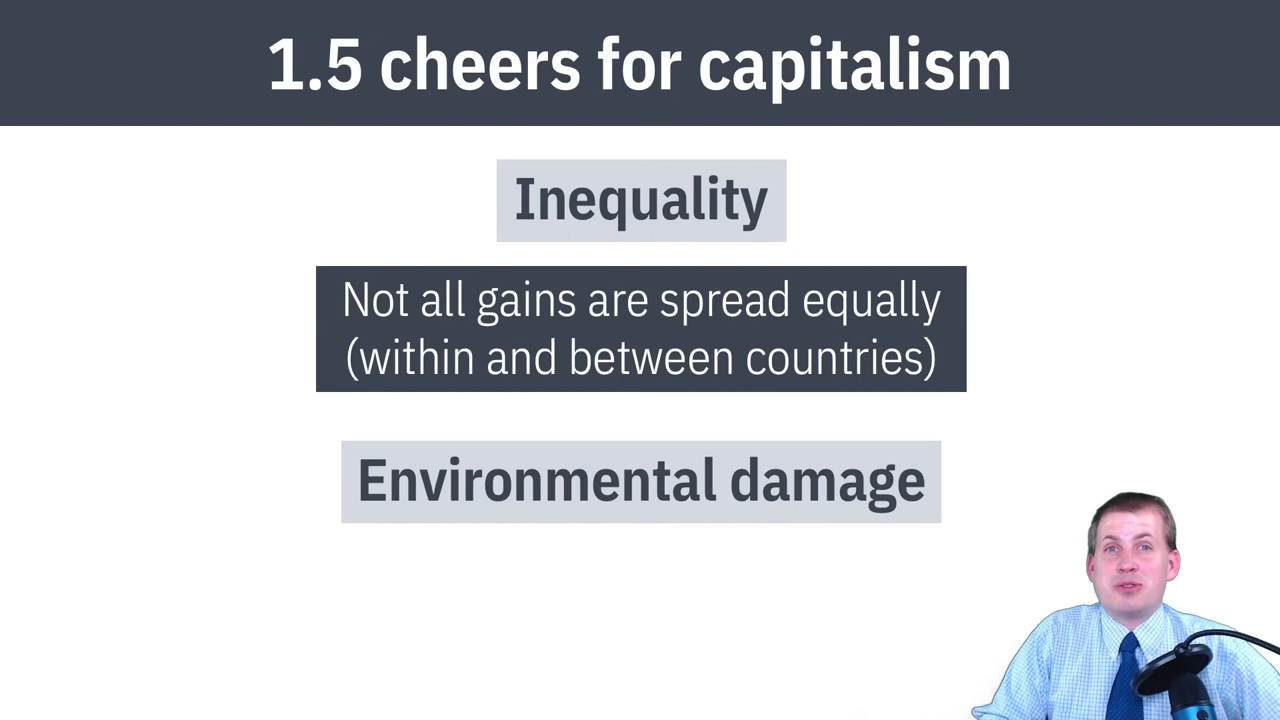 1.5 cheers for capitalism
Inequality
Not all gains are spread equally
(within and between countries)
Environmental damage